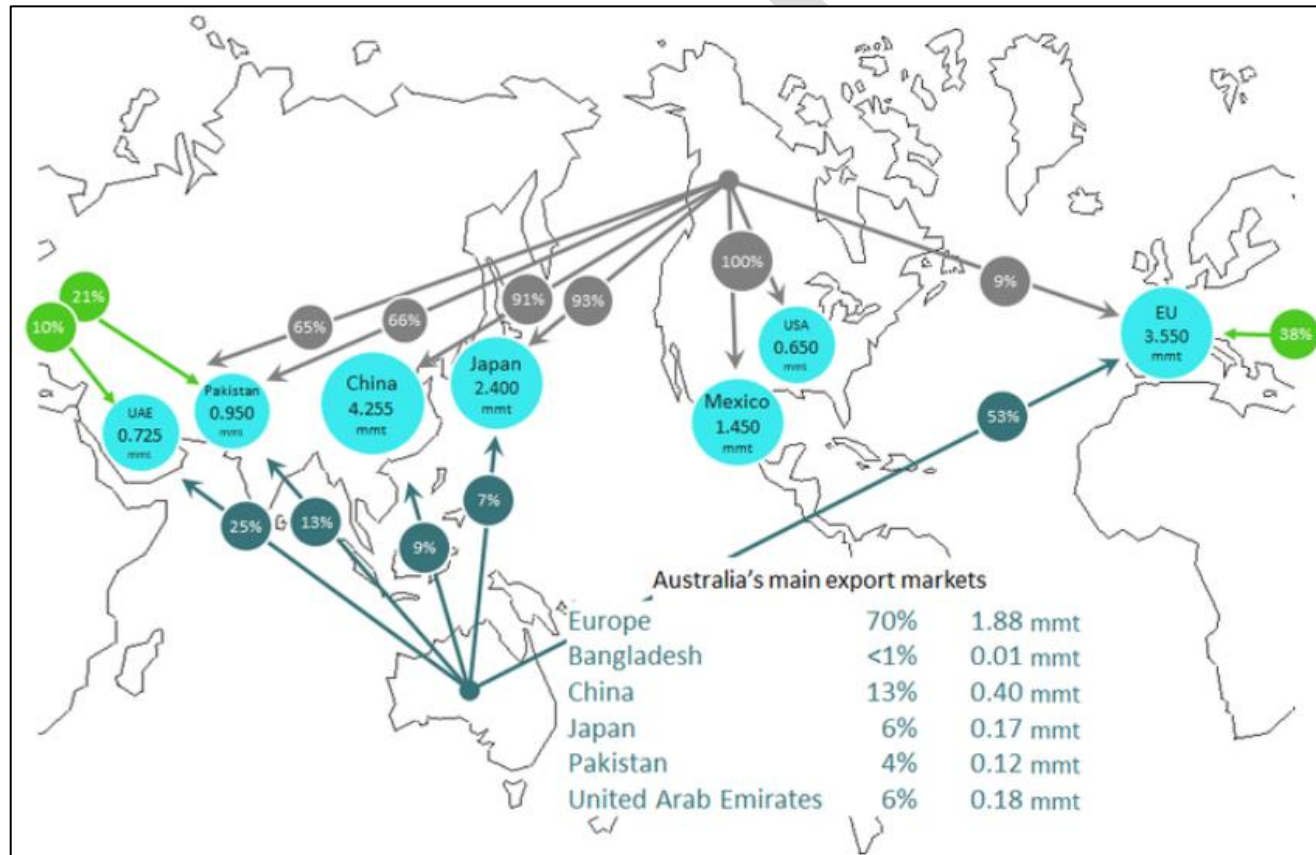 100%
9%
21%
10%
65%
66%
91%
93%
USA
0.650
mmt
EU
3.550
mmt
38%
Japan
2.400
mmt
China
4.255
mmt
Pakistan
0.950
mmt
UAE
0.725
mmt
Mexico
1.450
mmt
53%
25%
13%
9%
7%
Australia's main export markets
Europe 70% 1.88 mmt
Bangladesh <1% 0.01 mmt
China 13% 0.40 mmt
Japan 6% 0.17 mmt
Pakistan 4% 0.12 mmt
United Arab Emirates 6% 0.18 mmt